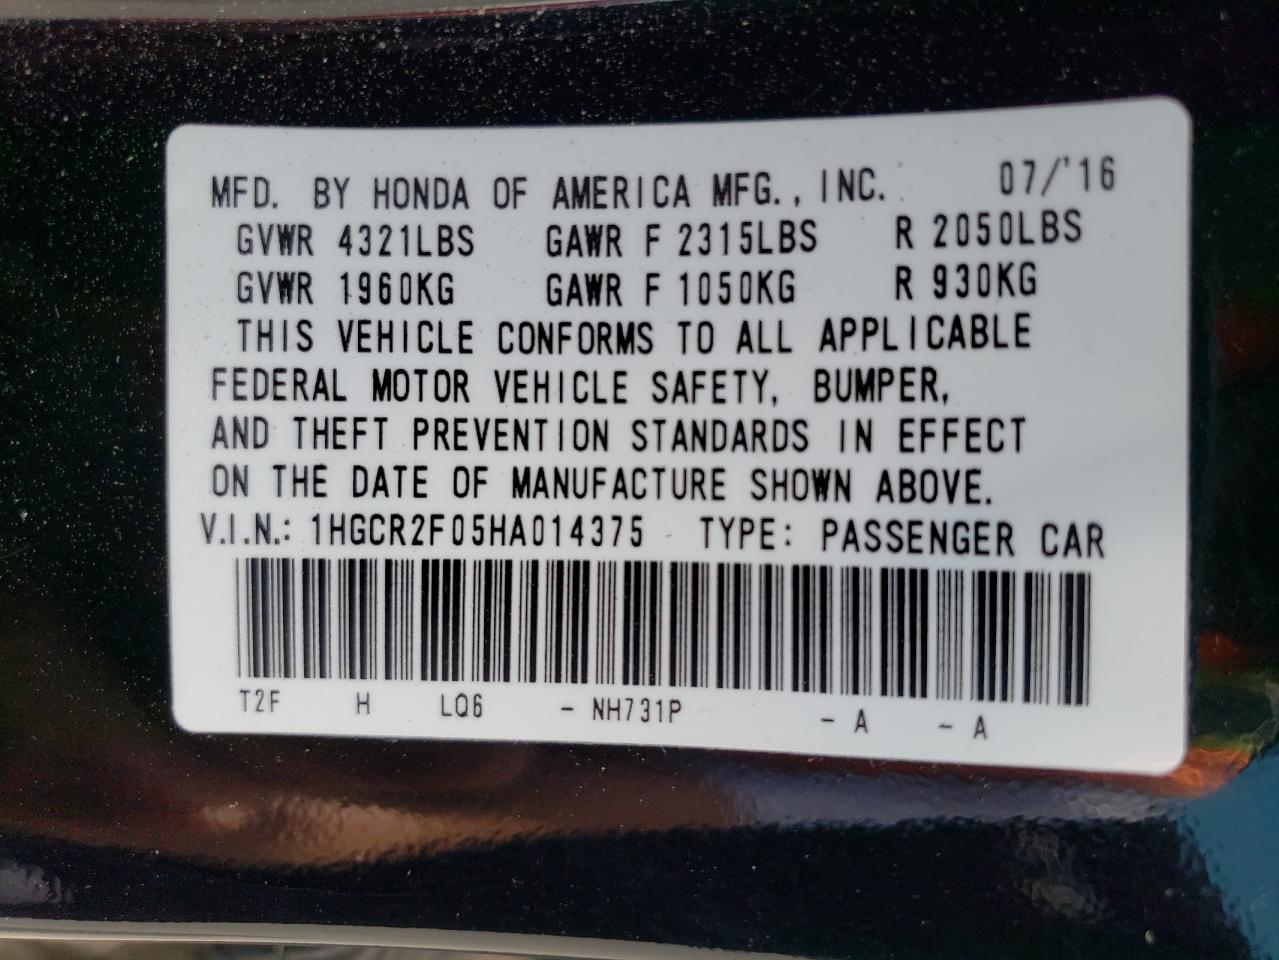 MFD. BY HONDA OF AMERICA MFG., INC. 07/'16
GVWR 4321LBS GAWR F 2315LBS R 2050LBS
GVWR 1960KG GAWR F 1050KG R 930KG
THIS VEHICLE CONFORMS TO ALL APPLICABLE
FEDERAL MOTOR VEHICLE SAFETY, BUMPER,
AND THEFT PREVENTION STANDARDS IN EFFECT
ON THE DATE OF MANUFACTURE SHOWN ABOVE.
V.I.N.: 1HGCR2F05HA014375 TYPE: PASSENGER CAR
T2F H LQ6 - NH731P - A - A